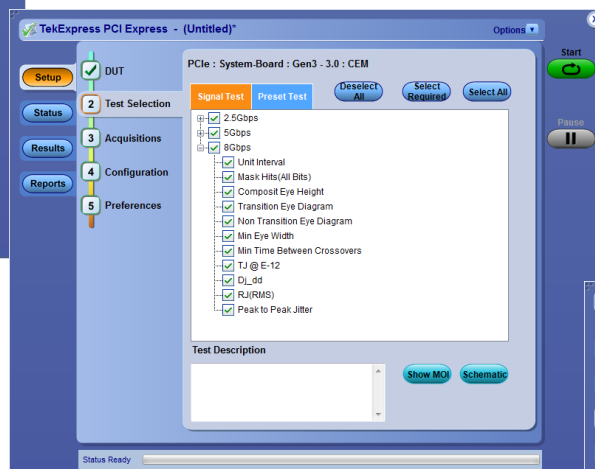 TekExpress PCI Express - (Untitled)*
Options
Start
Pause
Setup
Status
Results
Reports
DUT
2 Test Selection
3 Acquisitions
4 Configuration
5 Preferences
PCIe : System-Board : Gen3 - 3.0 : CEM
Signal Test
Preset Test
Deselect All
Select Required
Select All
2.5Gbps
5Gbps
8Gbps
Unit Interval
Mask Hits(All Bits)
Composit Eye Height
Transition Eye Diagram
Non Transition Eye Diagram
Min Eye Width
Min Time Between Crossovers
TJ @ E-12
Dj_dd
RJ(RMS)
Peak to Peak Jitter
Test Description
Show MOI
Schematic
Status Ready